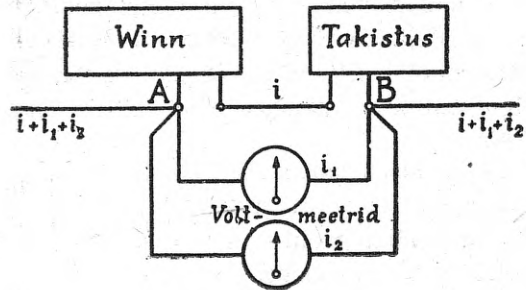 Winn
Takistus
A
i
B
i+i₁+i₂
i+i₁+i₂
i₁
Volt- meetrid
i₂